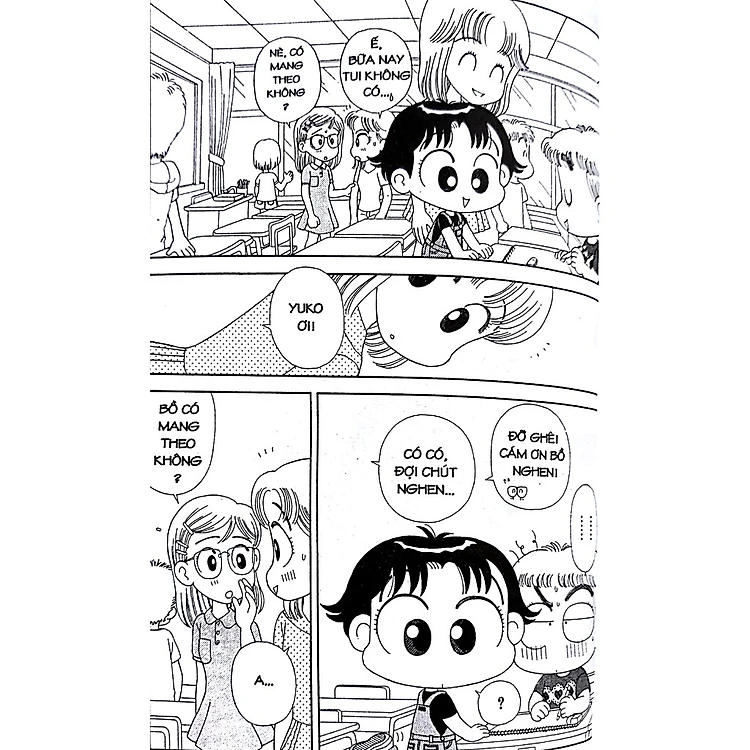 NÈ, CÓ
MANG
THEO
KHÔNG
?
Ế,
BỮA NAY
TUI KHÔNG
CÓ...
YUKO
ƠI!
BỒ CÓ
MANG
THEO
KHÔNG
?
A...
CÓ CÓ,
ĐỢI CHÚT
NGHEN...
ĐỠ GHÊ!
CÁM ƠN BỒ
NGHEN!
?